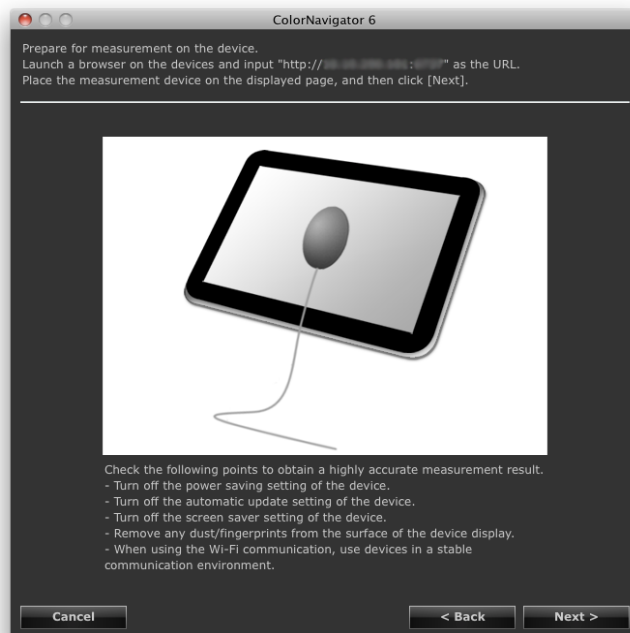 ColorNavigator 6
Prepare for measurement on the device.
Launch a browser on the devices and input "http:// : " as the URL.
Place the measurement device on the displayed page, and then click [Next].
Check the following points to obtain a highly accurate measurement result.
- Turn off the power saving setting of the device.
- Turn off the automatic update setting of the device.
- Turn off the screen saver setting of the device.
- Remove any dust/fingerprints from the surface of the device display.
- When using the Wi-Fi communication, use devices in a stable
communication environment.
Cancel
< Back
Next >